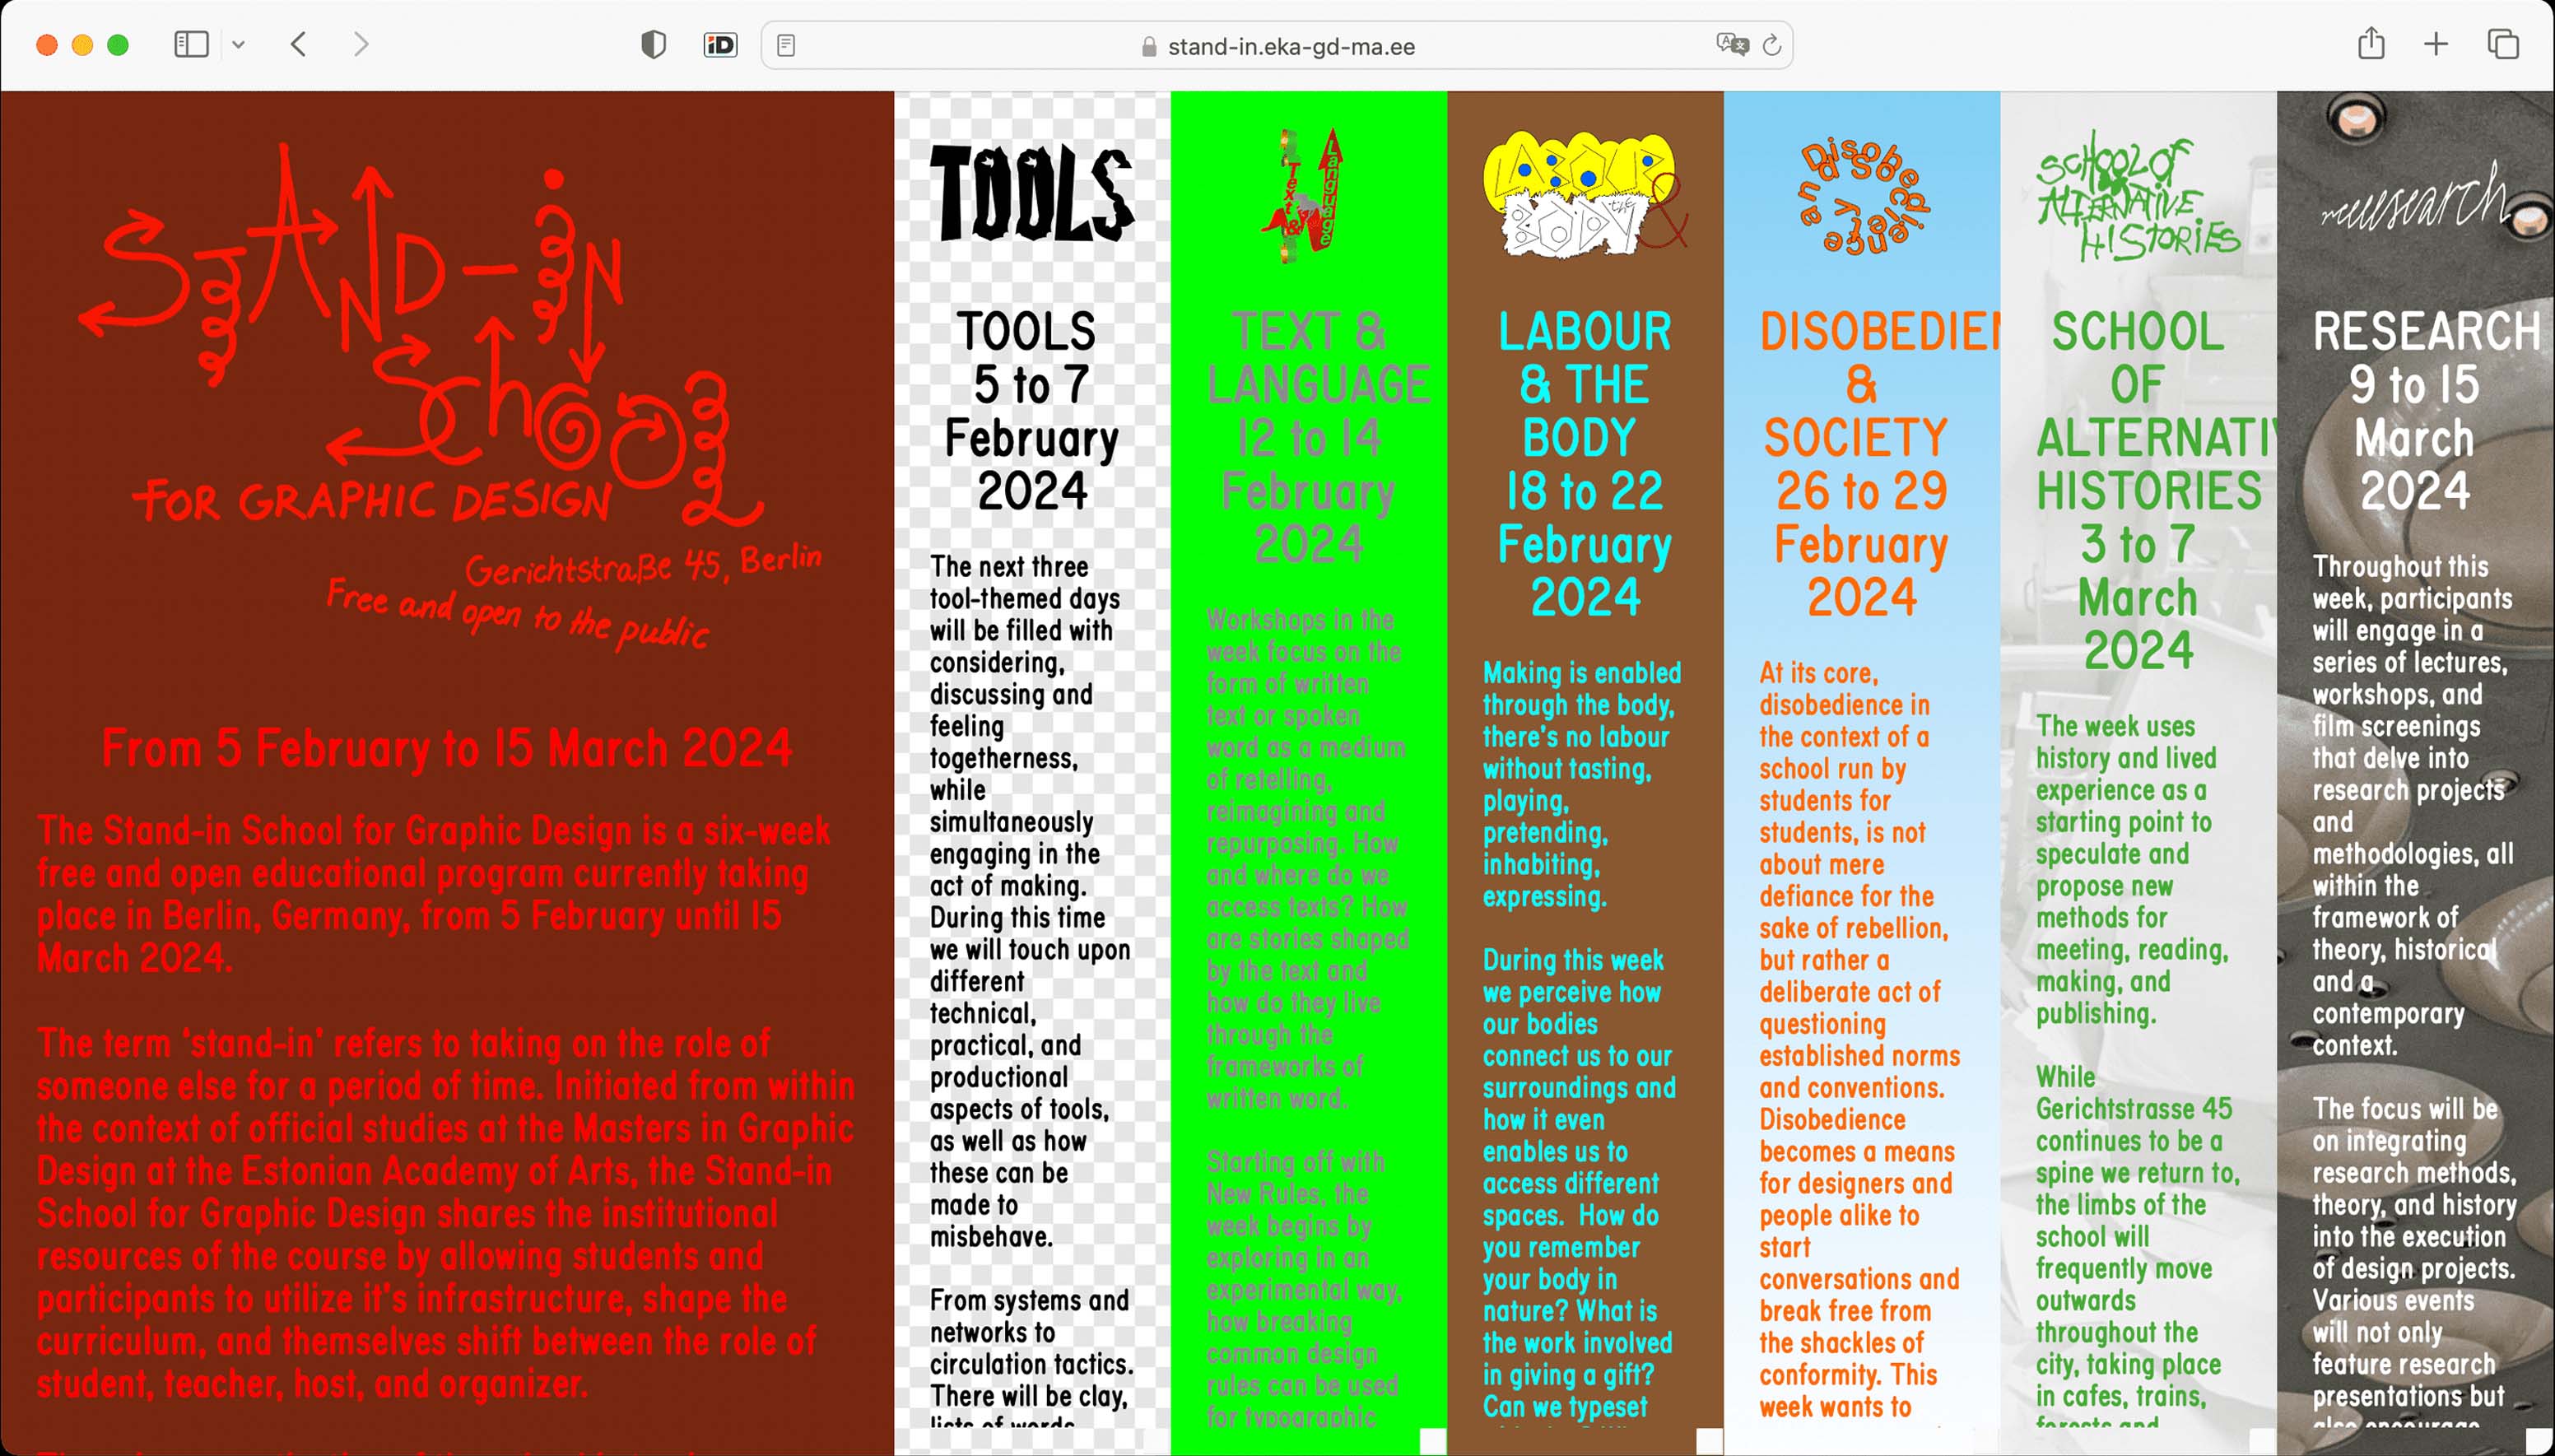 stand-in.eka-gd-ma.ee
STAND-iN
SchOOL
FOR GRAPHIC DESIGN
Gerichtstraße 45, Berlin
Free and open to the public
From 5 February to 15 March 2024
The Stand-in School for Graphic Design is a six-week
free and open educational program currently taking
place in Berlin, Germany, from 5 February until 15
March 2024.
The term 'stand-in' refers to taking on the role of
someone else for a period of time. Initiated from within
the context of official studies at the Masters in Graphic
Design at the Estonian Academy of Arts, the Stand-in
School for Graphic Design shares the institutional
resources of the course by allowing students and
participants to utilize it's infrastructure, shape the
curriculum, and themselves shift between the role of
student, teacher, host, and organizer.
TOOLS
TOOLS
5 to 7
February
2024
The next three
tool-themed days
will be filled with
considering,
discussing and
feeling
togetherness,
while
simultaneously
engaging in the
act of making.
During this time
we will touch upon
different
technical,
practical, and
productional
aspects of tools,
as well as how
these can be
made to
misbehave.
From systems and
networks to
circulation tactics.
There will be clay,
lists of words
Text &
Language
TEXT &
LANGUAGE
12 to 14
February
2024
Workshops in the
week focus on the
form of written
text or spoken
word as a medium
of retelling,
reimagining and
repurposing. How
and where do we
access texts? How
are stories shaped
by the text and
how do they live
through the
frameworks of
written word.
Starting off with
New Rules, the
week begins by
exploring in an
experimental way,
how breaking
common design
rules can be used
for typographic
LABOUR
& the
BODY
LABOUR
& THE
BODY
18 to 22
February
2024
Making is enabled
through the body,
there's no labour
without tasting,
playing,
pretending,
inhabiting,
expressing.
During this week
we perceive how
our bodies
connect us to our
surroundings and
how it even
enables us to
access different
spaces. How do
you remember
your body in
nature? What is
the work involved
in giving a gift?
Can we typeset
Disobedience
and Society
DISOBEDIEN
&
SOCIETY
26 to 29
February
2024
At its core,
disobedience in
the context of a
school run by
students for
students, is not
about mere
defiance for the
sake of rebellion,
but rather a
deliberate act of
questioning
established norms
and conventions.
Disobedience
becomes a means
for designers and
people alike to
start
conversations and
break free from
the shackles of
conformity. This
week wants to
SCHOOL OF
ALTERNATIVE
HISTORIES
SCHOOL
OF
ALTERNATIV
HISTORIES
3 to 7
March
2024
The week uses
history and lived
experience as a
starting point to
speculate and
propose new
methods for
meeting, reading,
making, and
publishing.
While
Gerichtstrasse 45
continues to be a
spine we return to,
the limbs of the
school will
frequently move
outwards
throughout the
city, taking place
in cafes, trains,
forests and
research
RESEARCH
9 to 15
March
2024
Throughout this
week, participants
will engage in a
series of lectures,
workshops, and
film screenings
that delve into
research projects
and
methodologies, all
within the
framework of
theory, historical
and a
contemporary
context.
The focus will be
on integrating
research methods,
theory, and history
into the execution
of design projects.
Various events
will not only
feature research
presentations but
also encourage